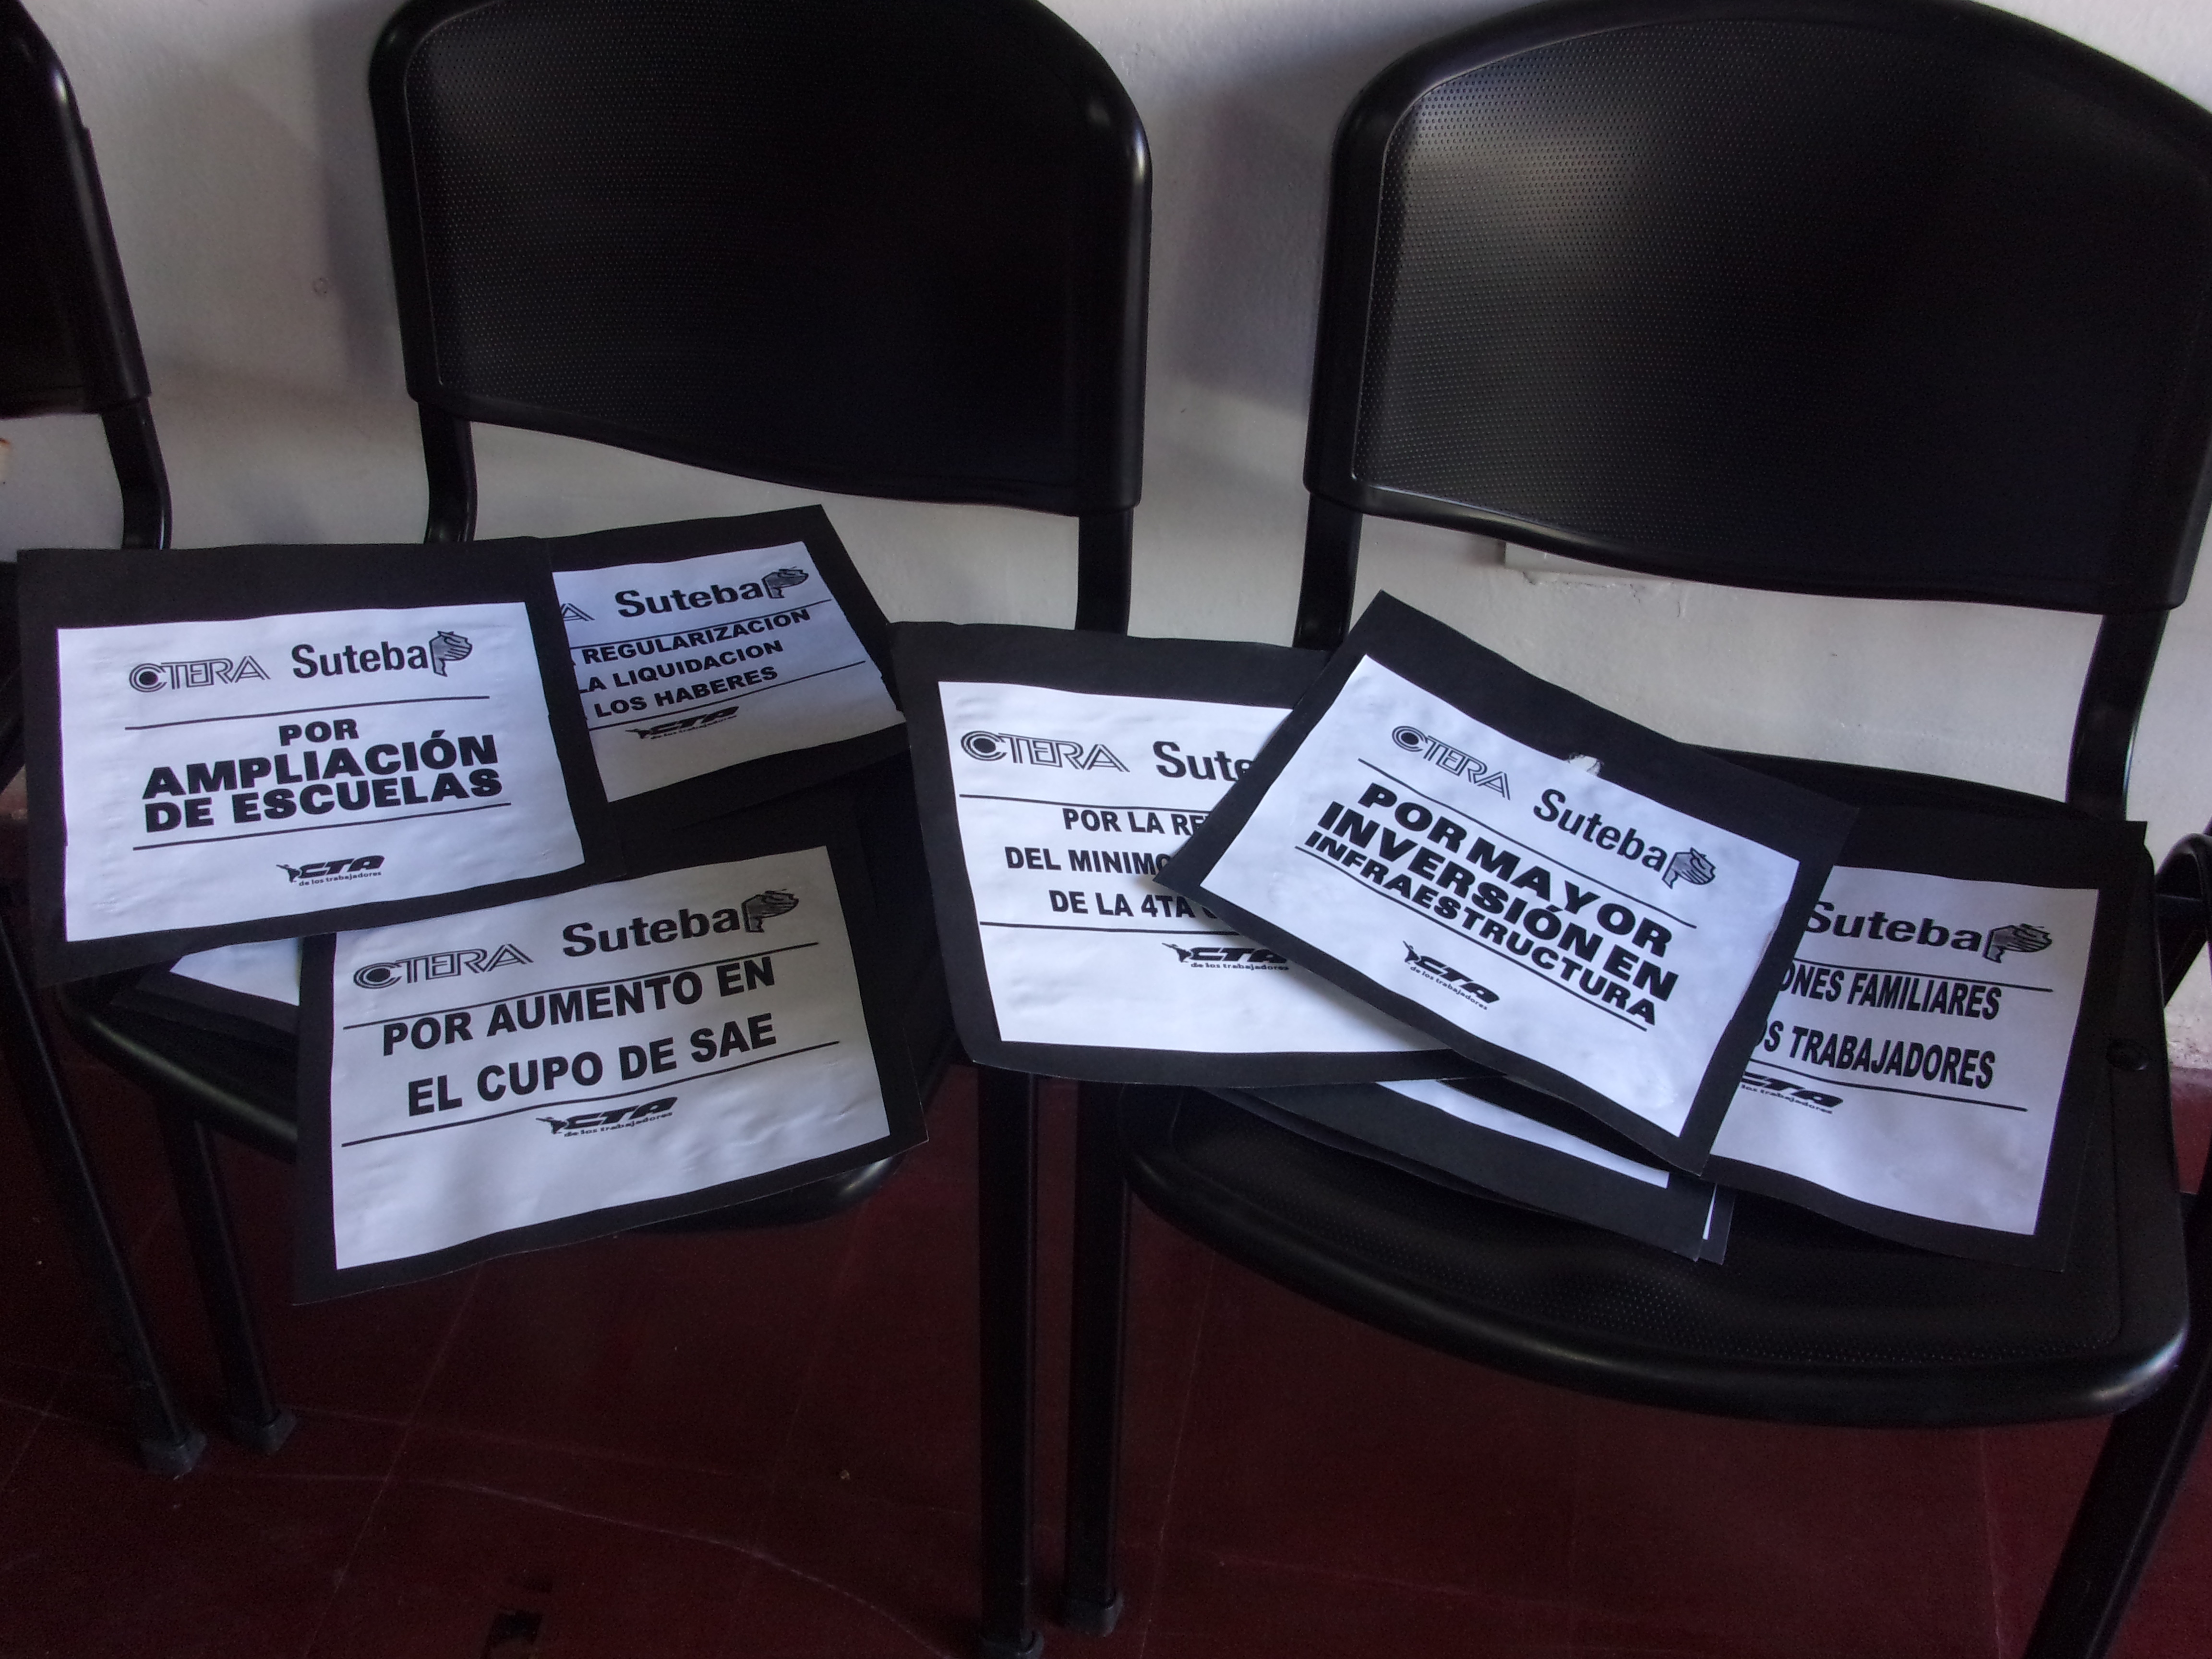 CTERA Suteba
POR
AMPLIACIÓN
DE ESCUELAS
CTA
de los trabajadores
A Suteba
REGULARIZACION
LA LIQUIDACION
LOS HABERES
CTA
de los trabajadores
CTERA Suteba
POR AUMENTO EN
EL CUPO DE SAE
CTA
de los trabajadores
CTERA Sute
POR LA RE
DEL MINIMO
DE LA 4TA
CTA
de los trabajadores
CTERA Suteba
POR MAYOR
INVERSIÓN EN
INFRAESTRUCTURA
CTA
de los trabajadores
Suteba
ONES FAMILIARES
OS TRABAJADORES
CTA
de los trabajadores